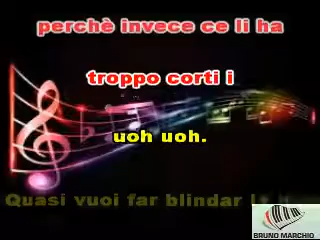 perchè invece ce li ha
troppo corti i
uoh uoh.
Quasi vuoi far blindar
BRUNO MARCHIO